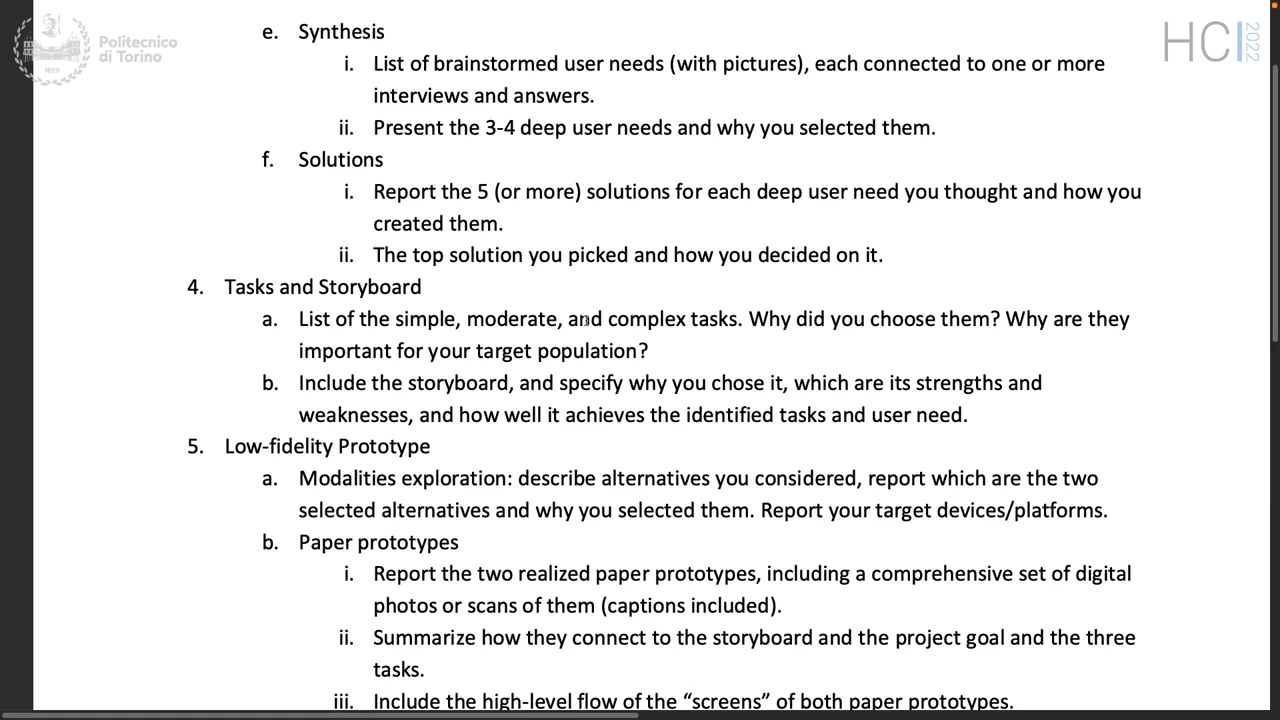 Politecnico
di Torino
1859
HCI 2022
e. Synthesis
i. List of brainstormed user needs (with pictures), each connected to one or more
interviews and answers.
ii. Present the 3-4 deep user needs and why you selected them.
f. Solutions
i. Report the 5 (or more) solutions for each deep user need you thought and how you
created them.
ii. The top solution you picked and how you decided on it.
4. Tasks and Storyboard
a. List of the simple, moderate, and complex tasks. Why did you choose them? Why are they
important for your target population?
b. Include the storyboard, and specify why you chose it, which are its strengths and
weaknesses, and how well it achieves the identified tasks and user need.
5. Low-fidelity Prototype
a. Modalities exploration: describe alternatives you considered, report which are the two
selected alternatives and why you selected them. Report your target devices/platforms.
b. Paper prototypes
i. Report the two realized paper prototypes, including a comprehensive set of digital
photos or scans of them (captions included).
ii. Summarize how they connect to the storyboard and the project goal and the three
tasks.
iii. Include the high-level flow of the “screens” of both paper prototypes.